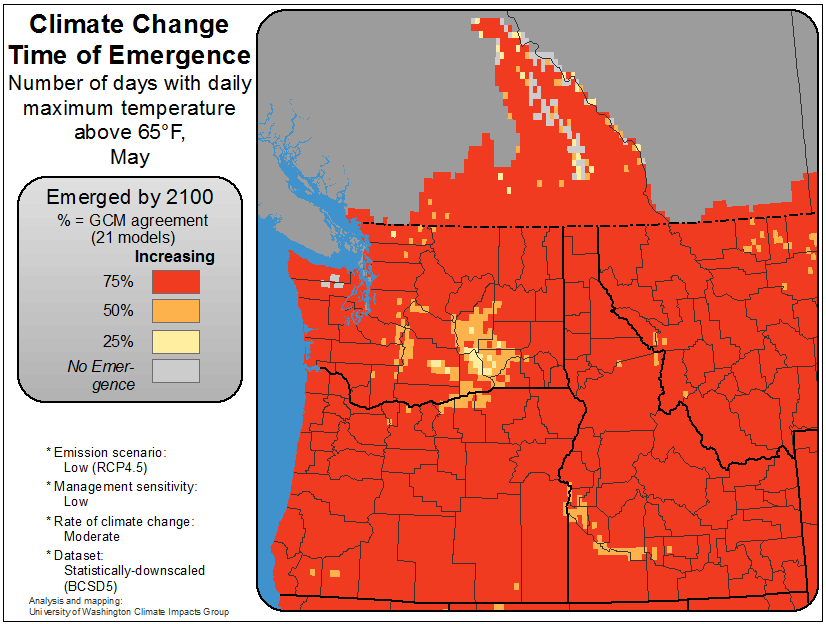 Climate Change
Time of Emergence
Number of days with daily
maximum temperature
above 65°F,
May
Emerged by 2100
% = GCM agreement
(21 models)
Increasing
75%
50%
25%
No Emer-
gence
* Emission scenario:
Low (RCP4.5)
* Management sensitivity:
Low
* Rate of climate change:
Moderate
* Dataset:
Statistically-downscaled
(BCSD5)
Analysis and mapping:
University of Washington Climate Impacts Group